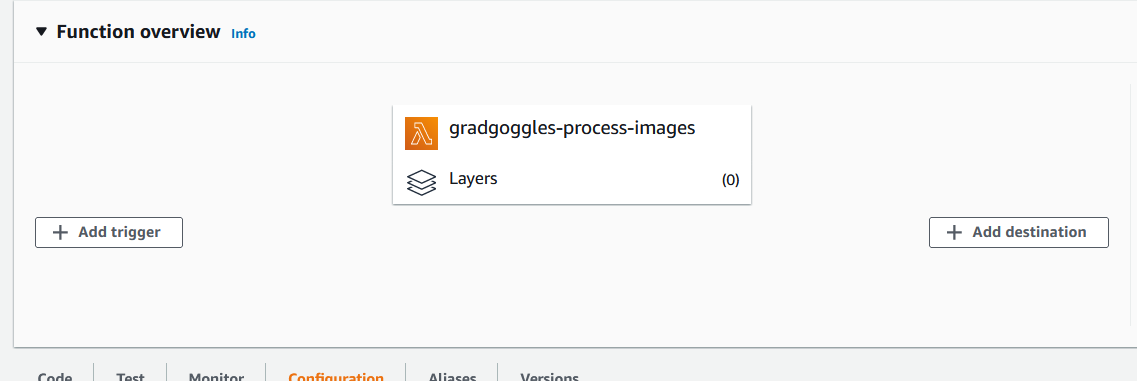 Function overview Info
gradgoggles-process-images
Layers (0)
Add trigger
Add destination
Code Test Monitor Configuration Aliases Versions